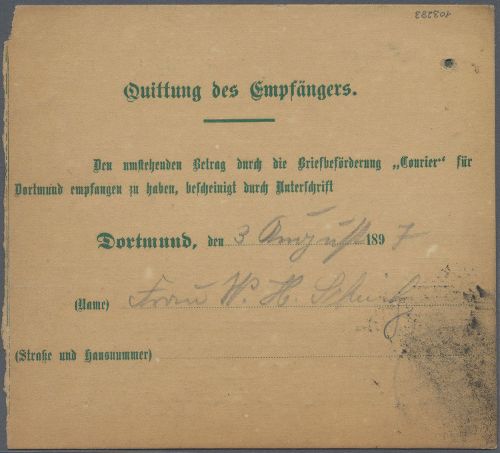 103293
Quittung des Empfängers.
Den umstehenden Betrag durch die Briefbeförderung „Courier“ für
Dortmund empfangen zu haben, bescheinigt durch Unterschrift
Dortmund, den 3 August 1897
(Name) Frau W. H.
(Straße und Hausnummer)